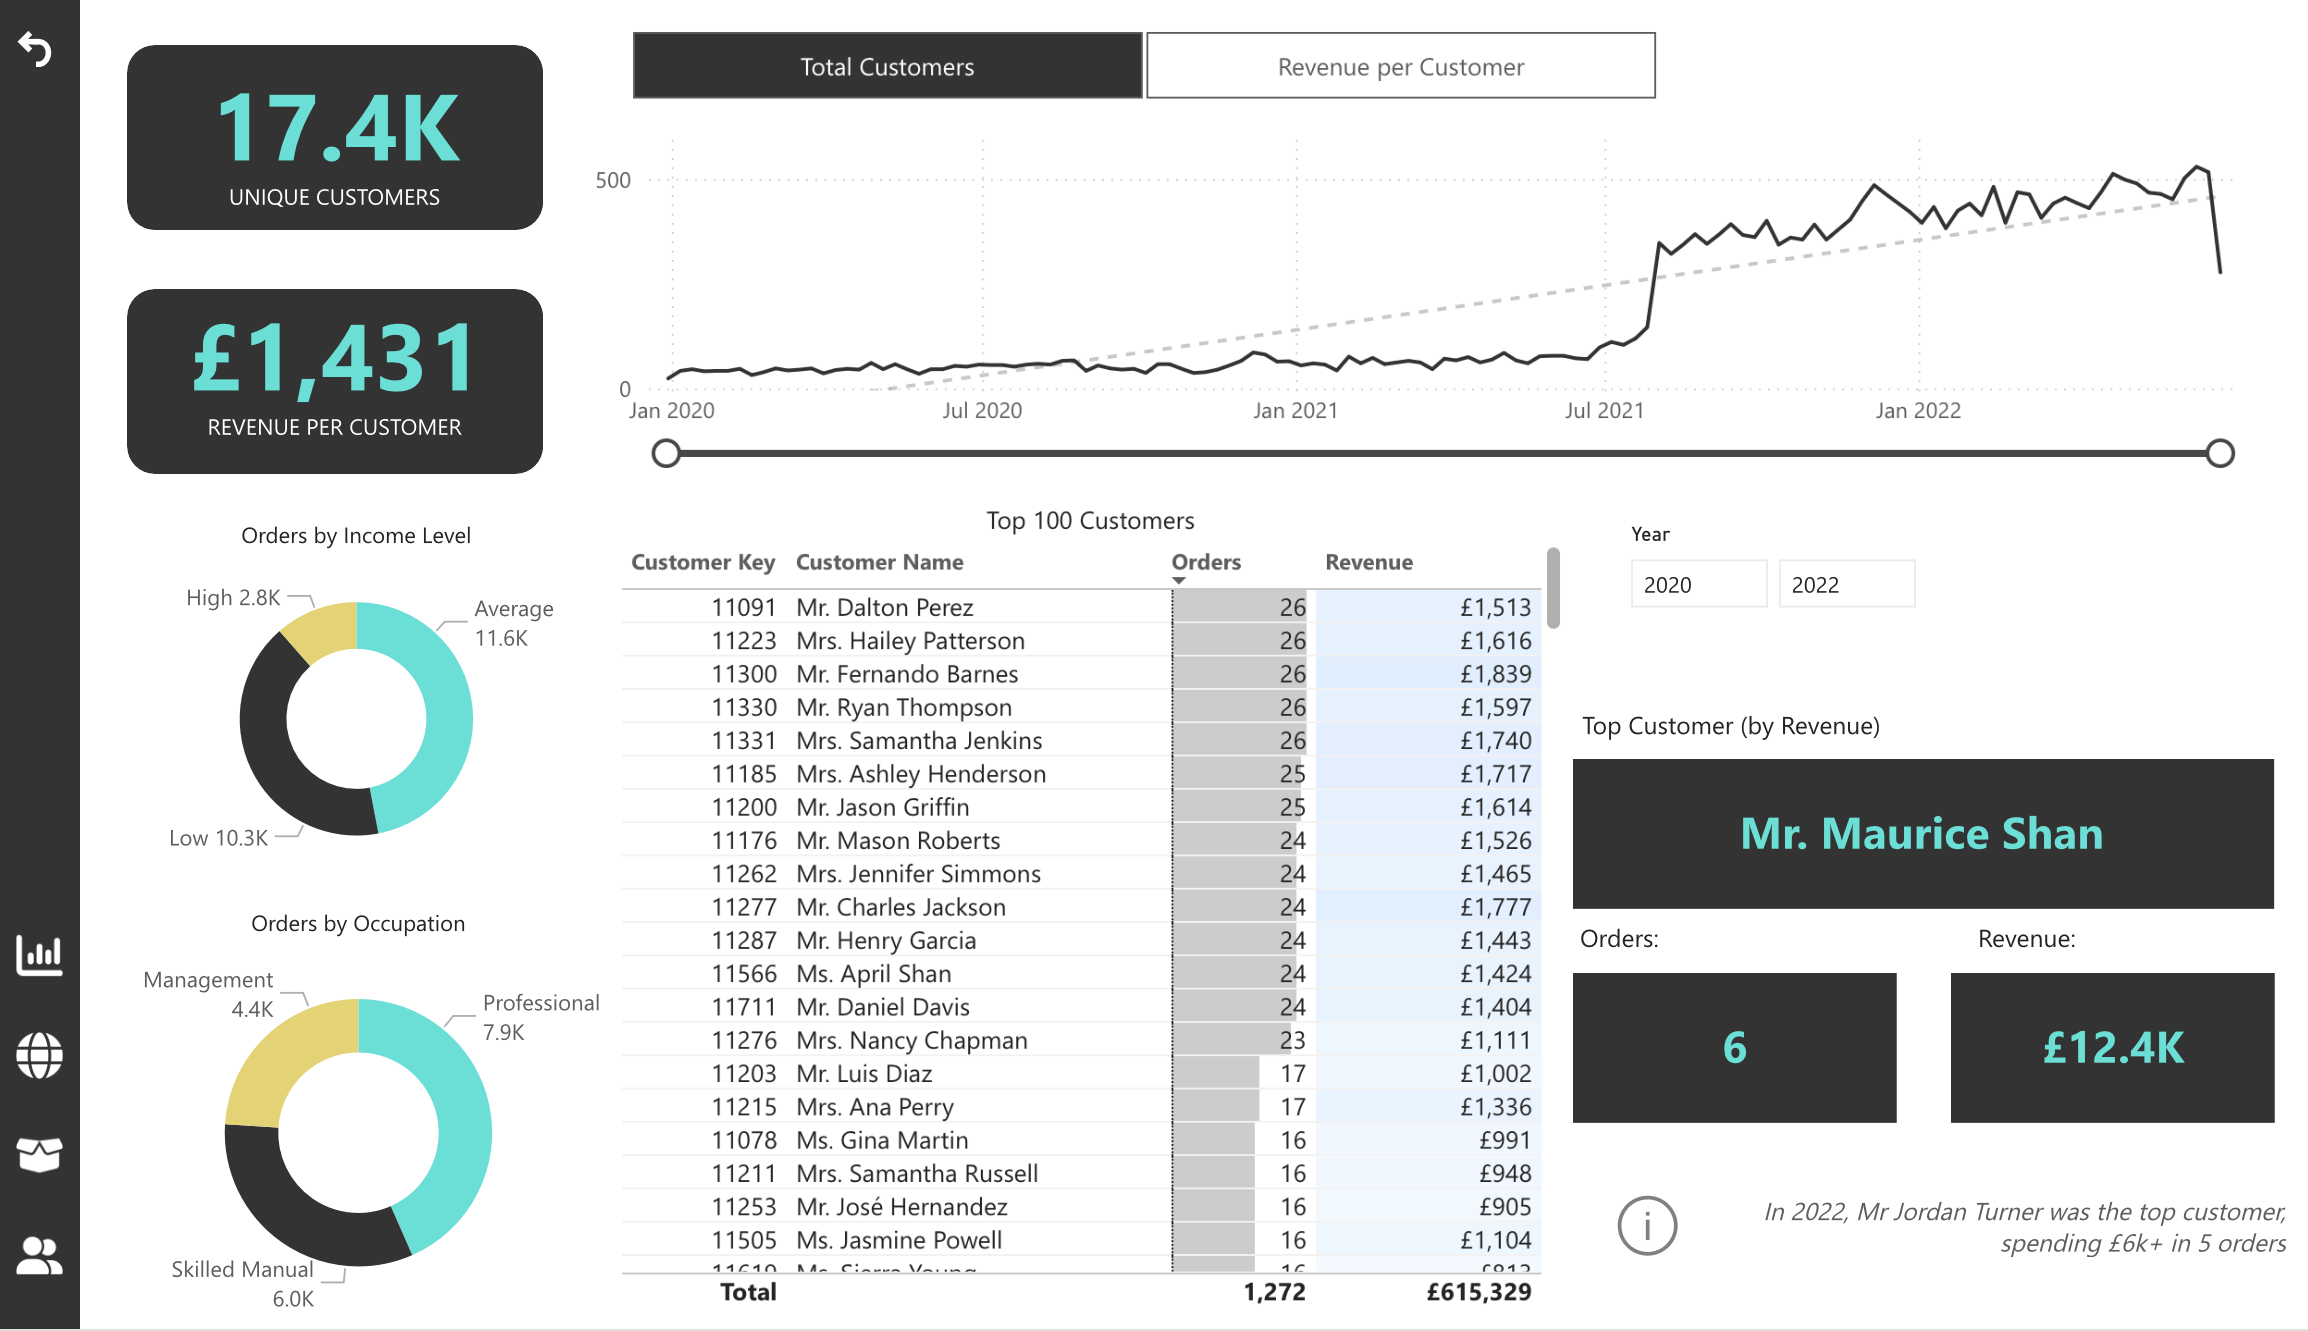 17.4K
UNIQUE CUSTOMERS
£1,431
REVENUE PER CUSTOMER
Total Customers
Revenue per Customer
500
0
Jan 2020
Jul 2020
Jan 2021
Jul 2021
Jan 2022
Orders by Income Level
High 2.8K
Average
11.6K
Low 10.3K
Orders by Occupation
Management
4.4K
Professional
7.9K
Skilled Manual
6.0K
Top 100 Customers
Customer Key Customer Name Orders Revenue
11091 Mr. Dalton Perez 26 £1,513
11223 Mrs. Hailey Patterson 26 £1,616
11300 Mr. Fernando Barnes 26 £1,839
11330 Mr. Ryan Thompson 26 £1,597
11331 Mrs. Samantha Jenkins 26 £1,740
11185 Mrs. Ashley Henderson 25 £1,717
11200 Mr. Jason Griffin 25 £1,614
11176 Mr. Mason Roberts 24 £1,526
11262 Mrs. Jennifer Simmons 24 £1,465
11277 Mr. Charles Jackson 24 £1,777
11287 Mr. Henry Garcia 24 £1,443
11566 Ms. April Shan 24 £1,424
11711 Mr. Daniel Davis 24 £1,404
11276 Mrs. Nancy Chapman 23 £1,111
11203 Mr. Luis Diaz 17 £1,002
11215 Mrs. Ana Perry 17 £1,336
11078 Ms. Gina Martin 16 £991
11211 Mrs. Samantha Russell 16 £948
11253 Mr. José Hernandez 16 £905
11505 Ms. Jasmine Powell 16 £1,104
Total 1,272 £615,329
Year
2020
2022
Top Customer (by Revenue)
Mr. Maurice Shan
Orders:
Revenue:
6
£12.4K
In 2022, Mr Jordan Turner was the top customer,
spending £6k+ in 5 orders